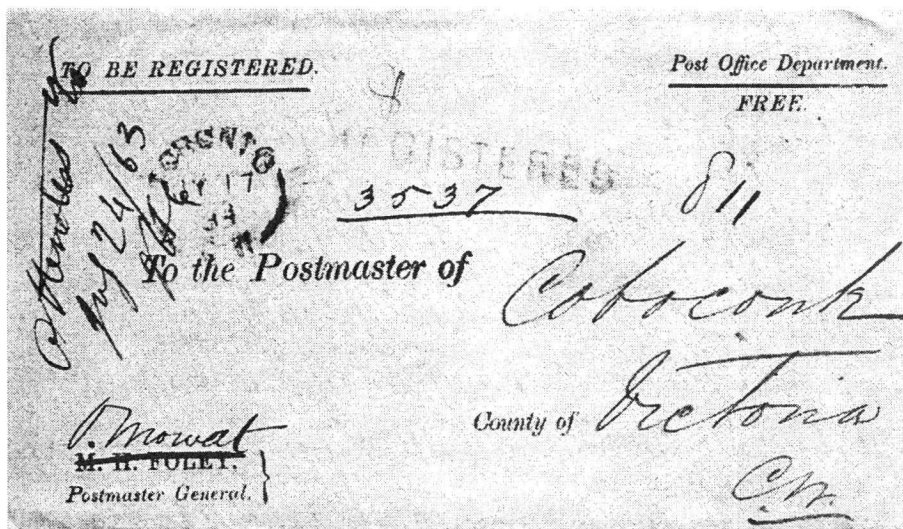 TO BE REGISTERED.
Post Office Department.
FREE.
July 24/63
TORONTO
17
REGISTERED
3537
811
To the Postmaster of
Coboconk
County of Victoria
C.W.
O. Mowat
M. H. FOLEY.
Postmaster General.